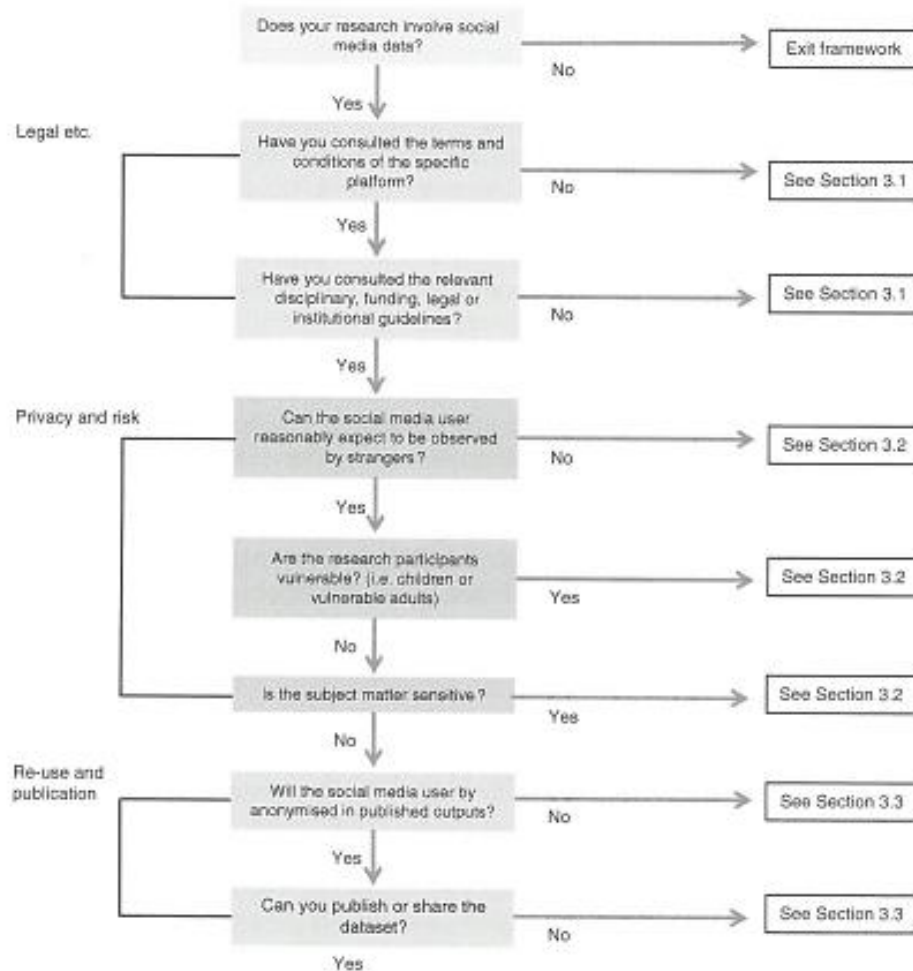 Does your research involve social
media data?
No
Exit framework
Yes
Legal etc.
Have you consulted the terms and
conditions of the specific
platform?
No
See Section 3.1
Yes
Have you consulted the relevant
disciplinary, funding, legal or
institutional guidelines?
No
See Section 3.1
Yes
Privacy and risk
Can the social media user
reasonably expect to be observed
by strangers?
No
See Section 3.2
Yes
Are the research participants
vulnerable? (i.e. children or
vulnerable adults)
Yes
See Section 3.2
No
Is the subject matter sensitive?
Yes
See Section 3.2
No
Re-use and
publication
Will the social media user by
anonymised in published outputs?
No
See Section 3.3
Yes
Can you publish or share the
dataset?
No
See Section 3.3
Yes